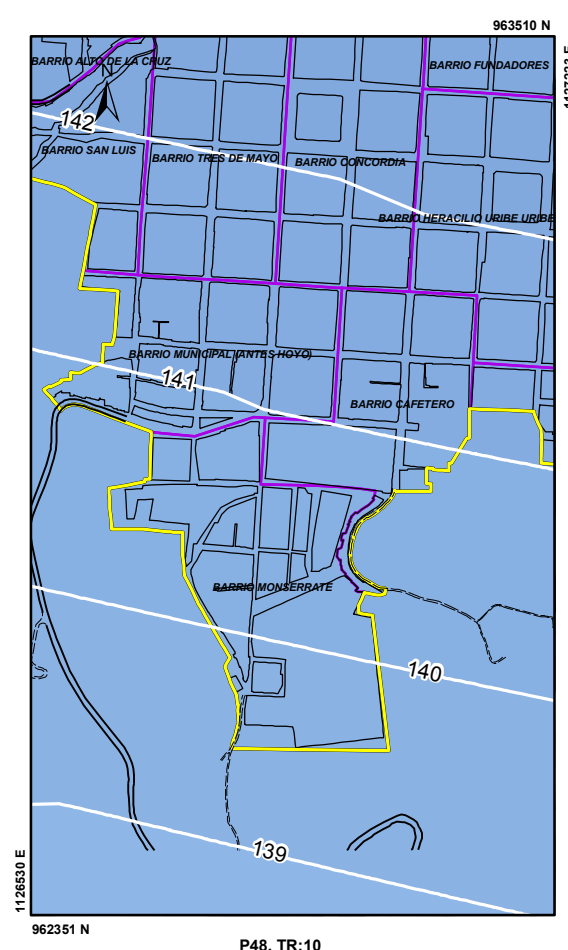 963510 N
BARRIO ALTO DE LA CRUZ
BARRIO FUNDADORES
N
142
BARRIO SAN LUIS
BARRIO TRES DE MAYO
BARRIO CONCORDIA
BARRIO HERACILIO URIBE URIBE
BARRIO MUNICIPAL (ANTES HOYO)
141
BARRIO CAFETERO
BARRIO MONSERRATE
140
139
1126530 E
962351 N
P48, TR:10